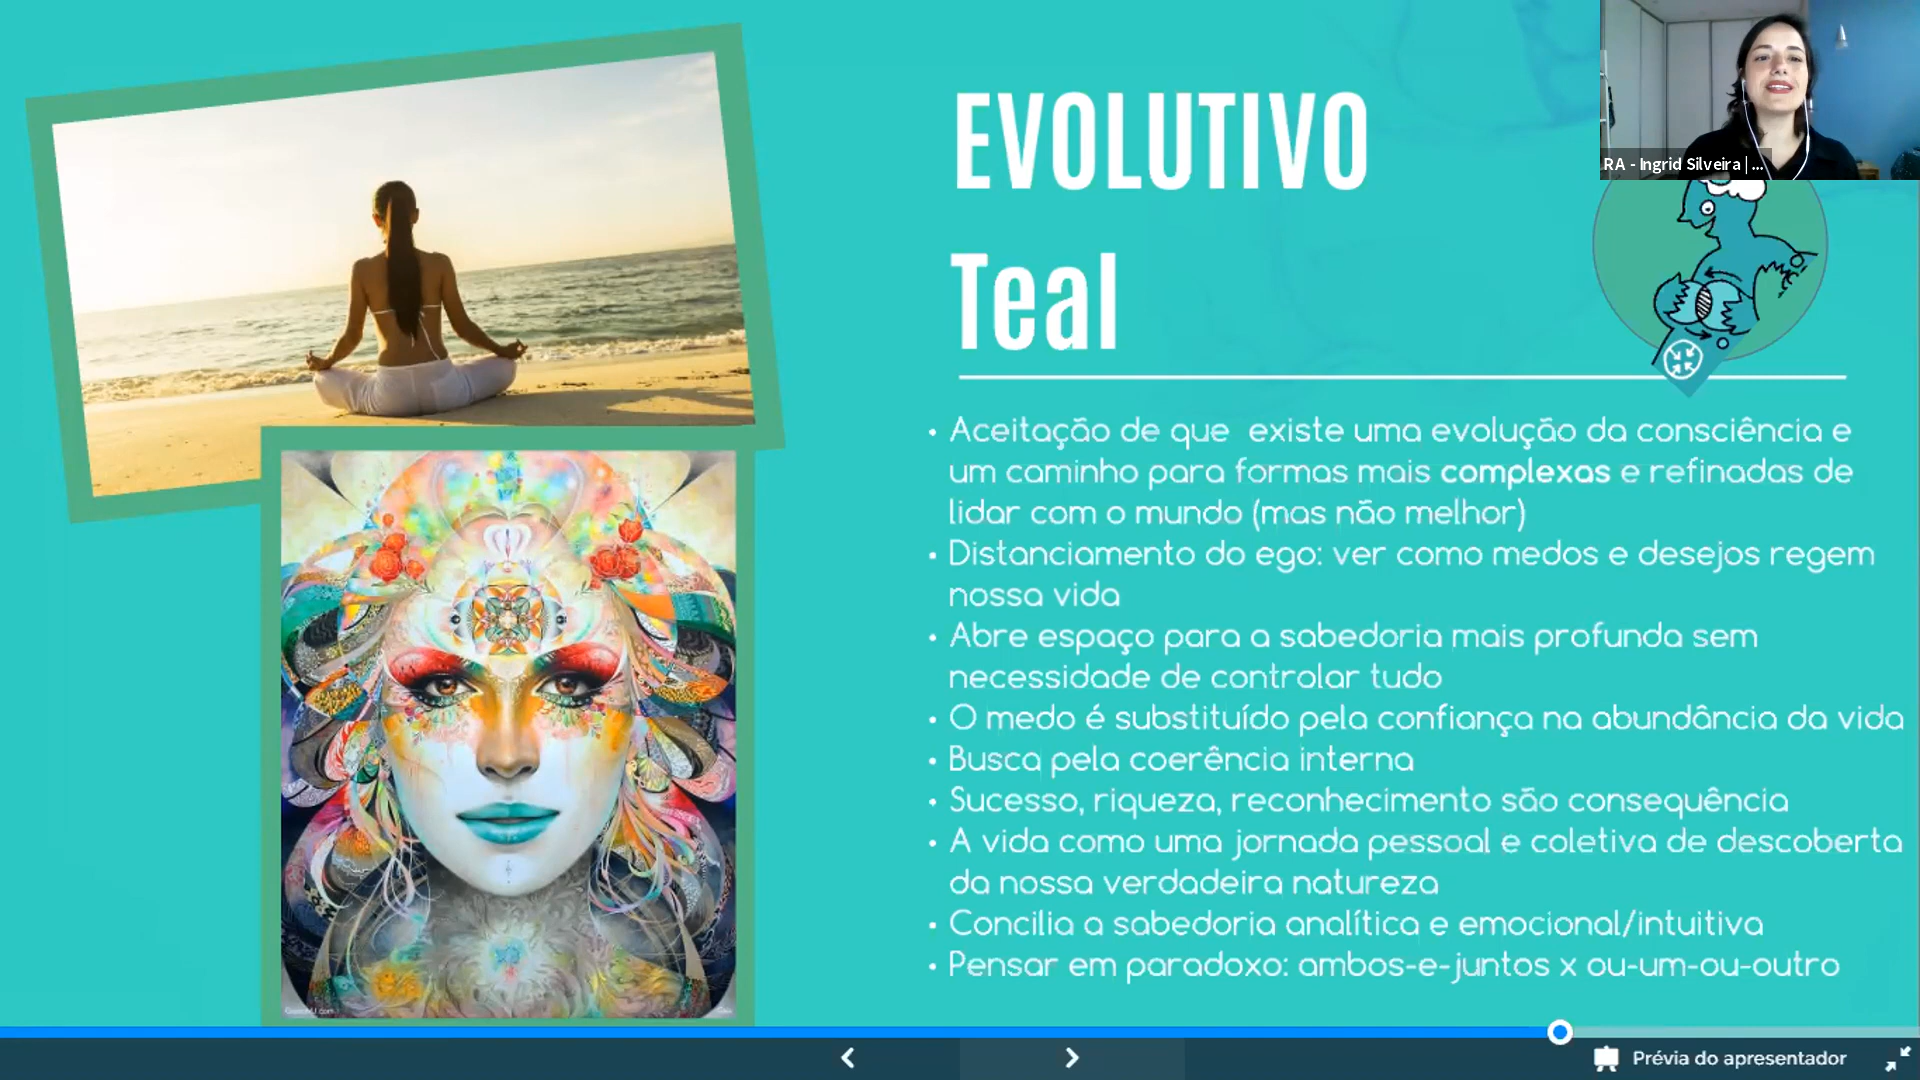 EVOLUTIVO
Teal
RA - Ingrid Silveira | ...
• Aceitação de que existe uma evolução da consciência e
um caminho para formas mais complexas e refinadas de
lidar com o mundo (mas não melhor)
• Distanciamento do ego: ver como medos e desejos regem
nossa vida
• Abre espaço para a sabedoria mais profunda sem
necessidade de controlar tudo
• O medo é substituído pela confiança na abundância da vida
• Busca pela coerência interna
• Sucesso, riqueza, reconhecimento são consequência
• A vida como uma jornada pessoal e coletiva de descoberta
da nossa verdadeira natureza
• Concilia a sabedoria analítica e emocional/intuitiva
• Pensar em paradoxo: ambos-e-juntos x ou-um-ou-outro
Prévia do apresentador